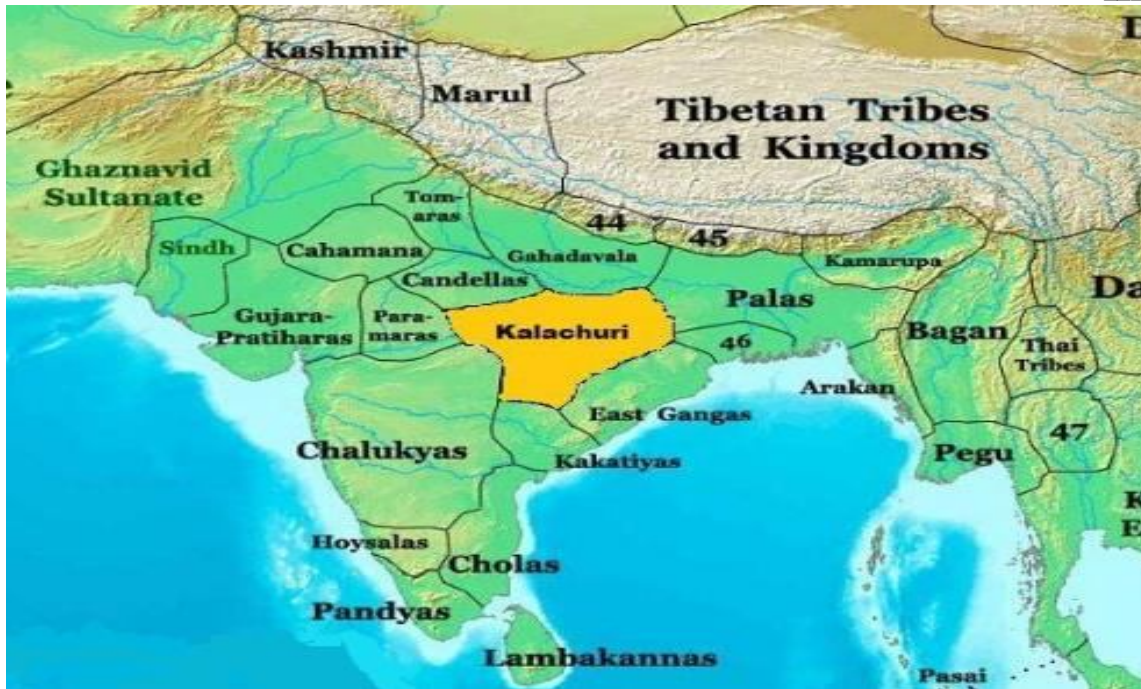 Kashmir
Marul
Tibetan Tribes
and Kingdoms
Ghaznavid
Sultanate
Tom-
aras
44
45
Sindh
Cahamana
Gahadavala
Kamarupa
Candellas
Palas
Da
Gujara-
Pratiharas
Para-
maras
Kalachuri
46
Bagan
Thai
Tribes
Arakan
East Gangas
47
Chalukyas
Kakatiyas
Pegu
K
E
Hoysalas
Cholas
Pandyas
Lambakannas
Pasai